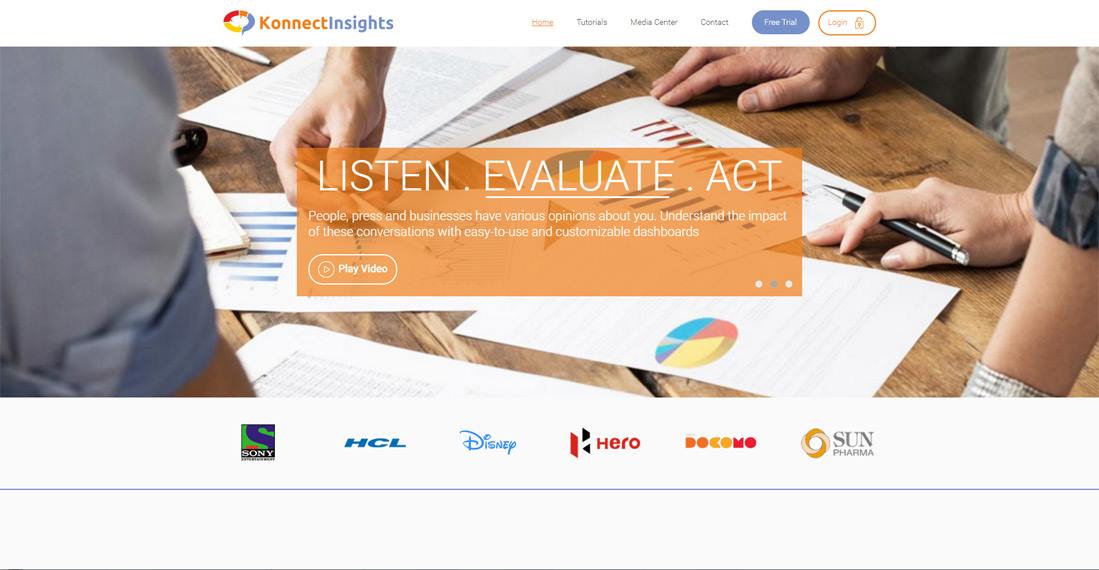 KonnectInsights
Home Tutorials Media Center Contact Free Trial Login
LISTEN . EVALUATE . ACT
People, press and businesses have various opinions about you. Understand the impact
of these conversations with easy-to-use and customizable dashboards
Play Video
SONY
ENTERTAINMENT
HCL
Disney
Hero
DOCOMO
SUN
PHARMA